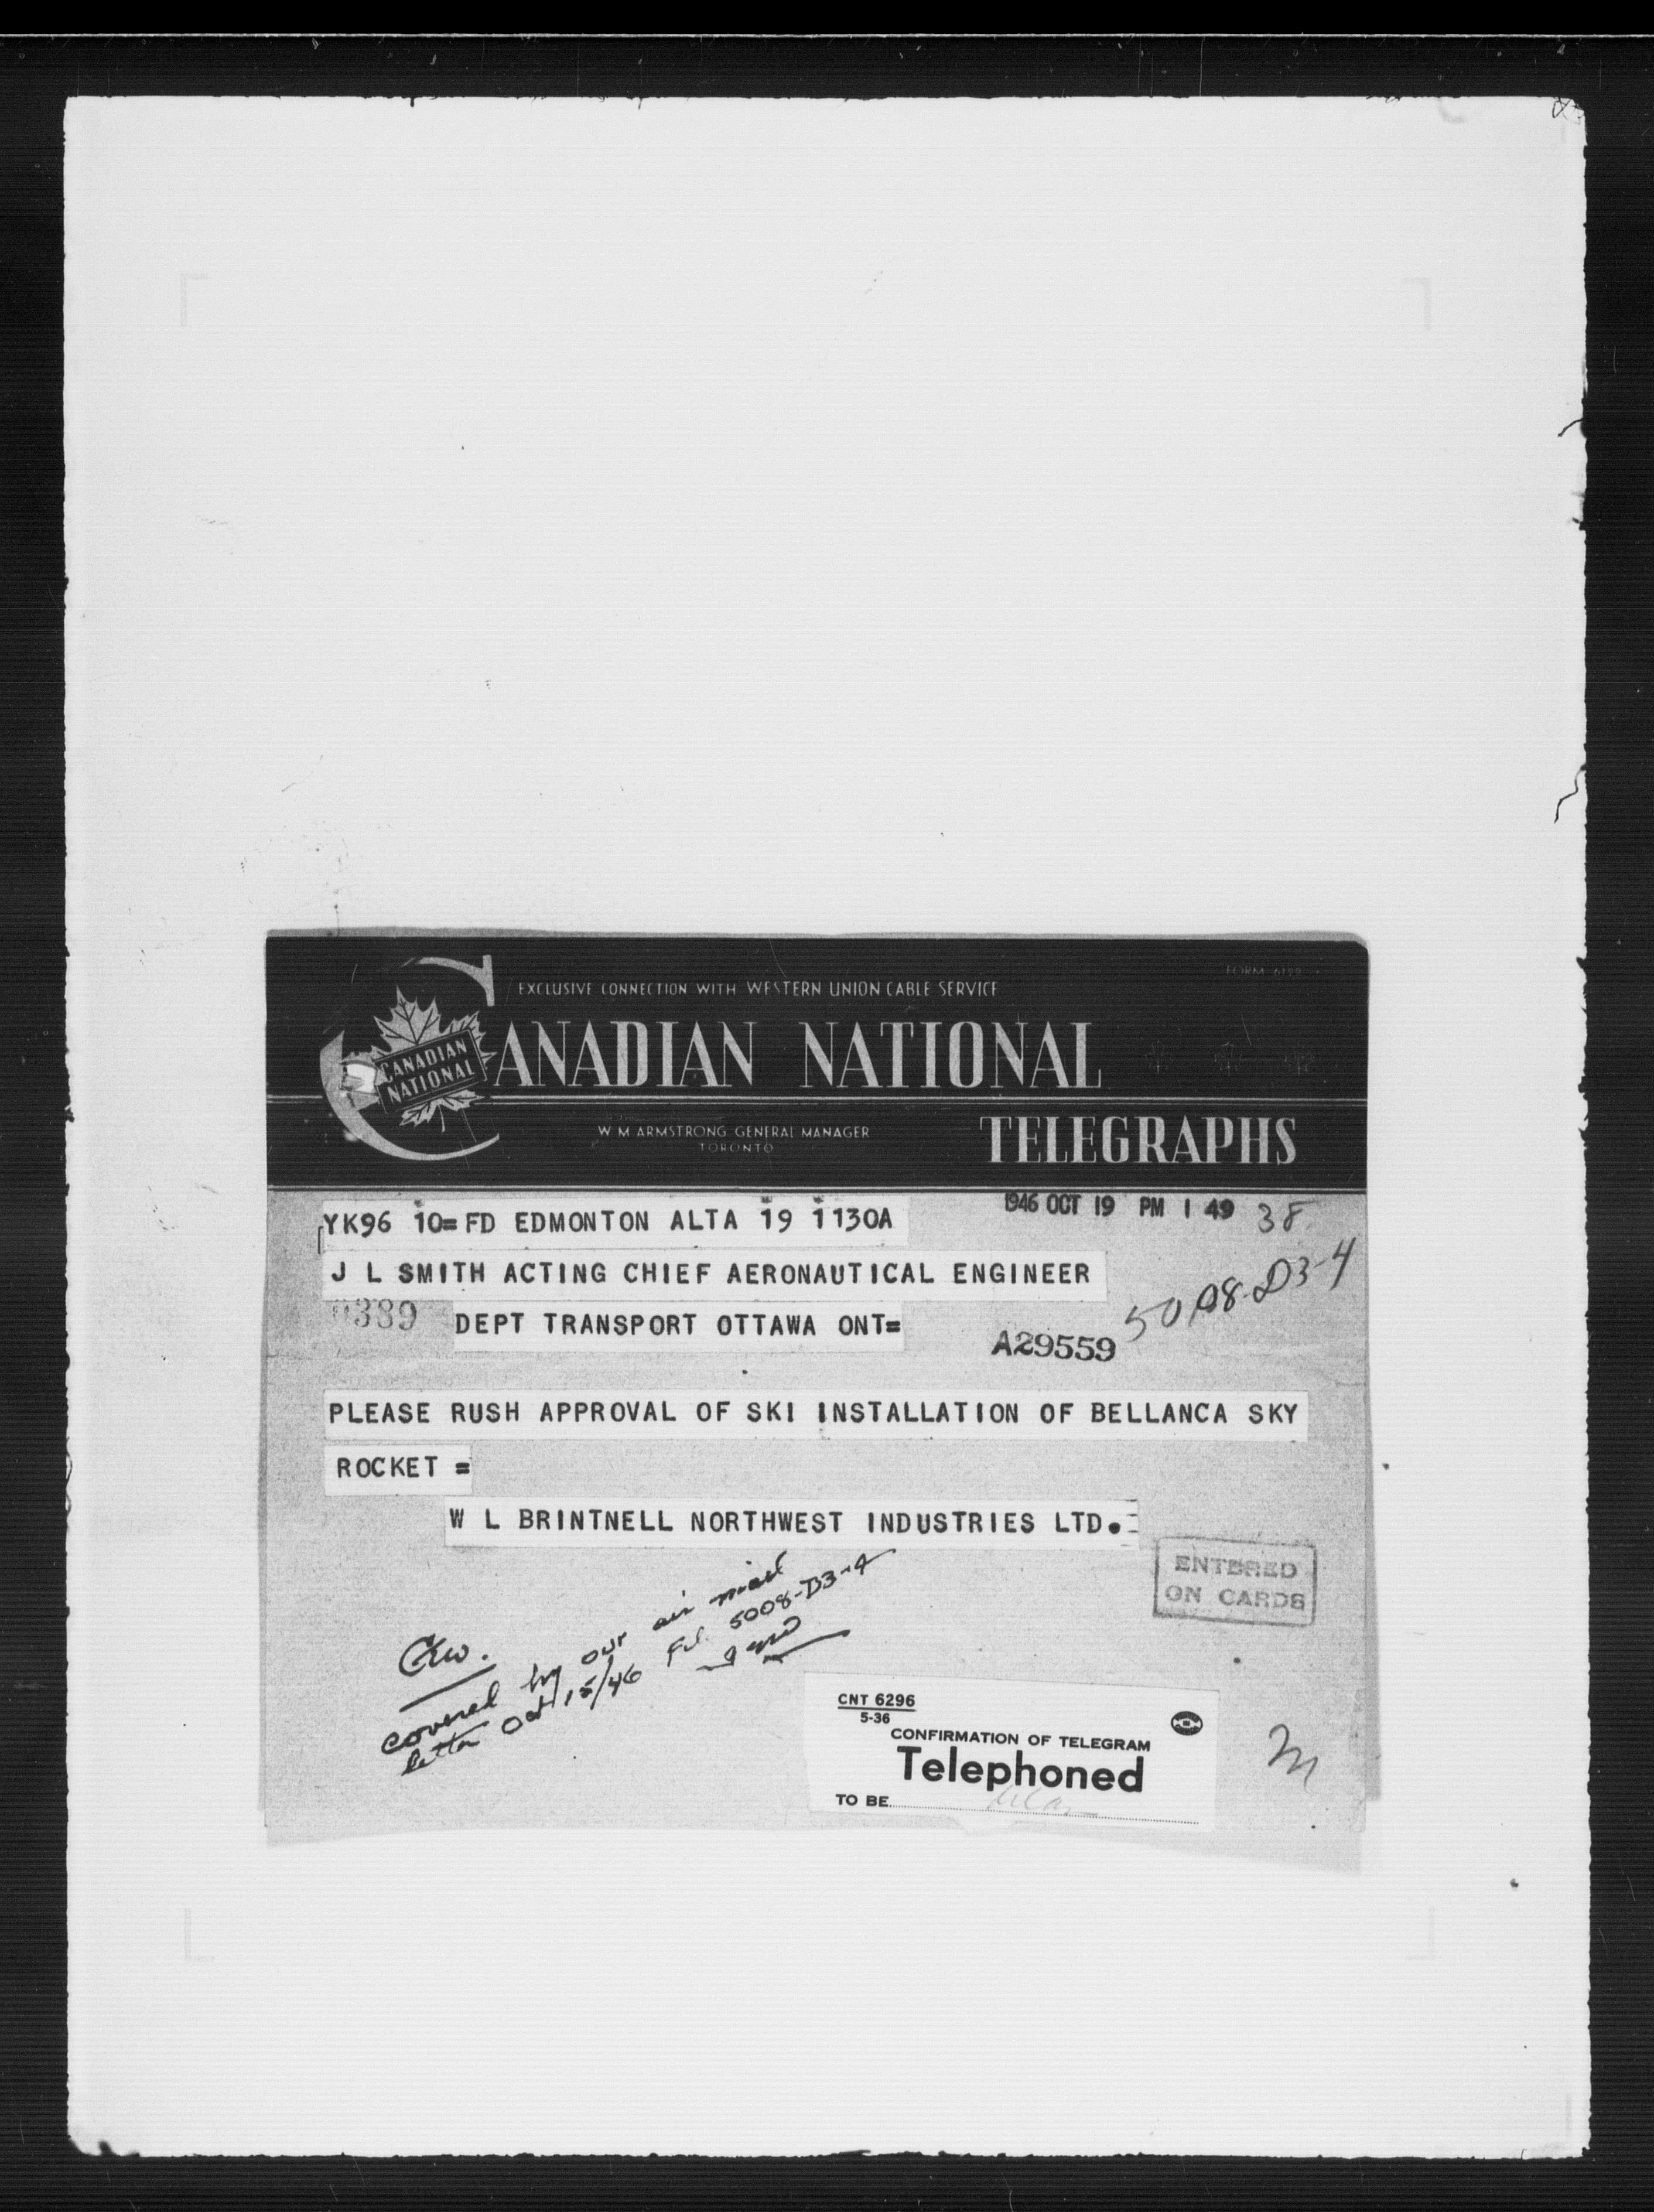 FORM 6122
EXCLUSIVE CONNECTION WITH WESTERN UNION CABLE SERVICE
CANADIAN NATIONAL
CANADIAN
NATIONAL
TELEGRAPHS
W M ARMSTRONG GENERAL MANAGER
TORONTO
1946 OCT 19 PM 1 49 38
YK96 10=FD EDMONTON ALTA 19 1130A
J L SMITH ACTING CHIEF AERONAUTICAL ENGINEER
5008-D3-4
0389 DEPT TRANSPORT OTTAWA ONT=
A29559
PLEASE RUSH APPROVAL OF SKI INSTALLATION OF BELLANCA SKY
ROCKET =
W L BRINTNELL NORTHWEST INDUSTRIES LTD.=
ENTERED
ON CARDS
covered by our air mail
letter Oct 15/46 Fil. 5008-D3-4
CNT 6296
5-36
CONFIRMATION OF TELEGRAM
Telephoned
TO BE